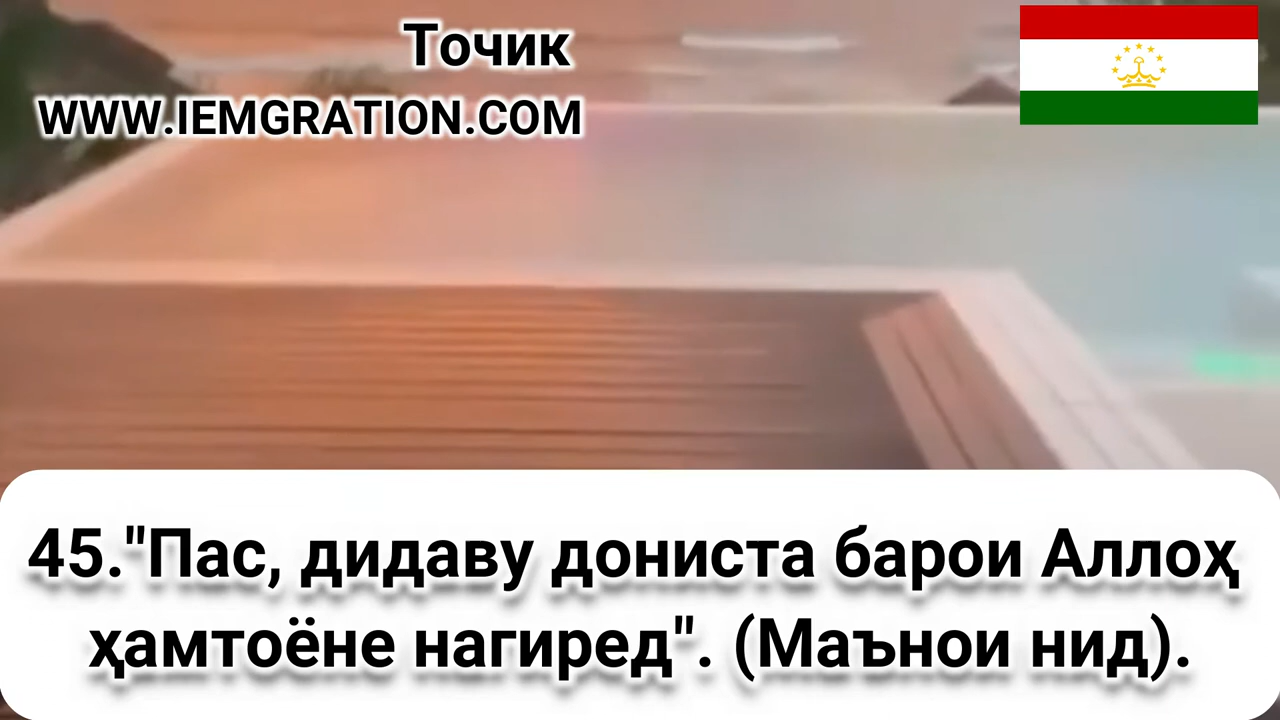 Точик
WWW.IEMGRATION.COM
45."Пас, дидаву дониста барои Аллоҳ
ҳамтоёне нагиред". (Маънои нид).